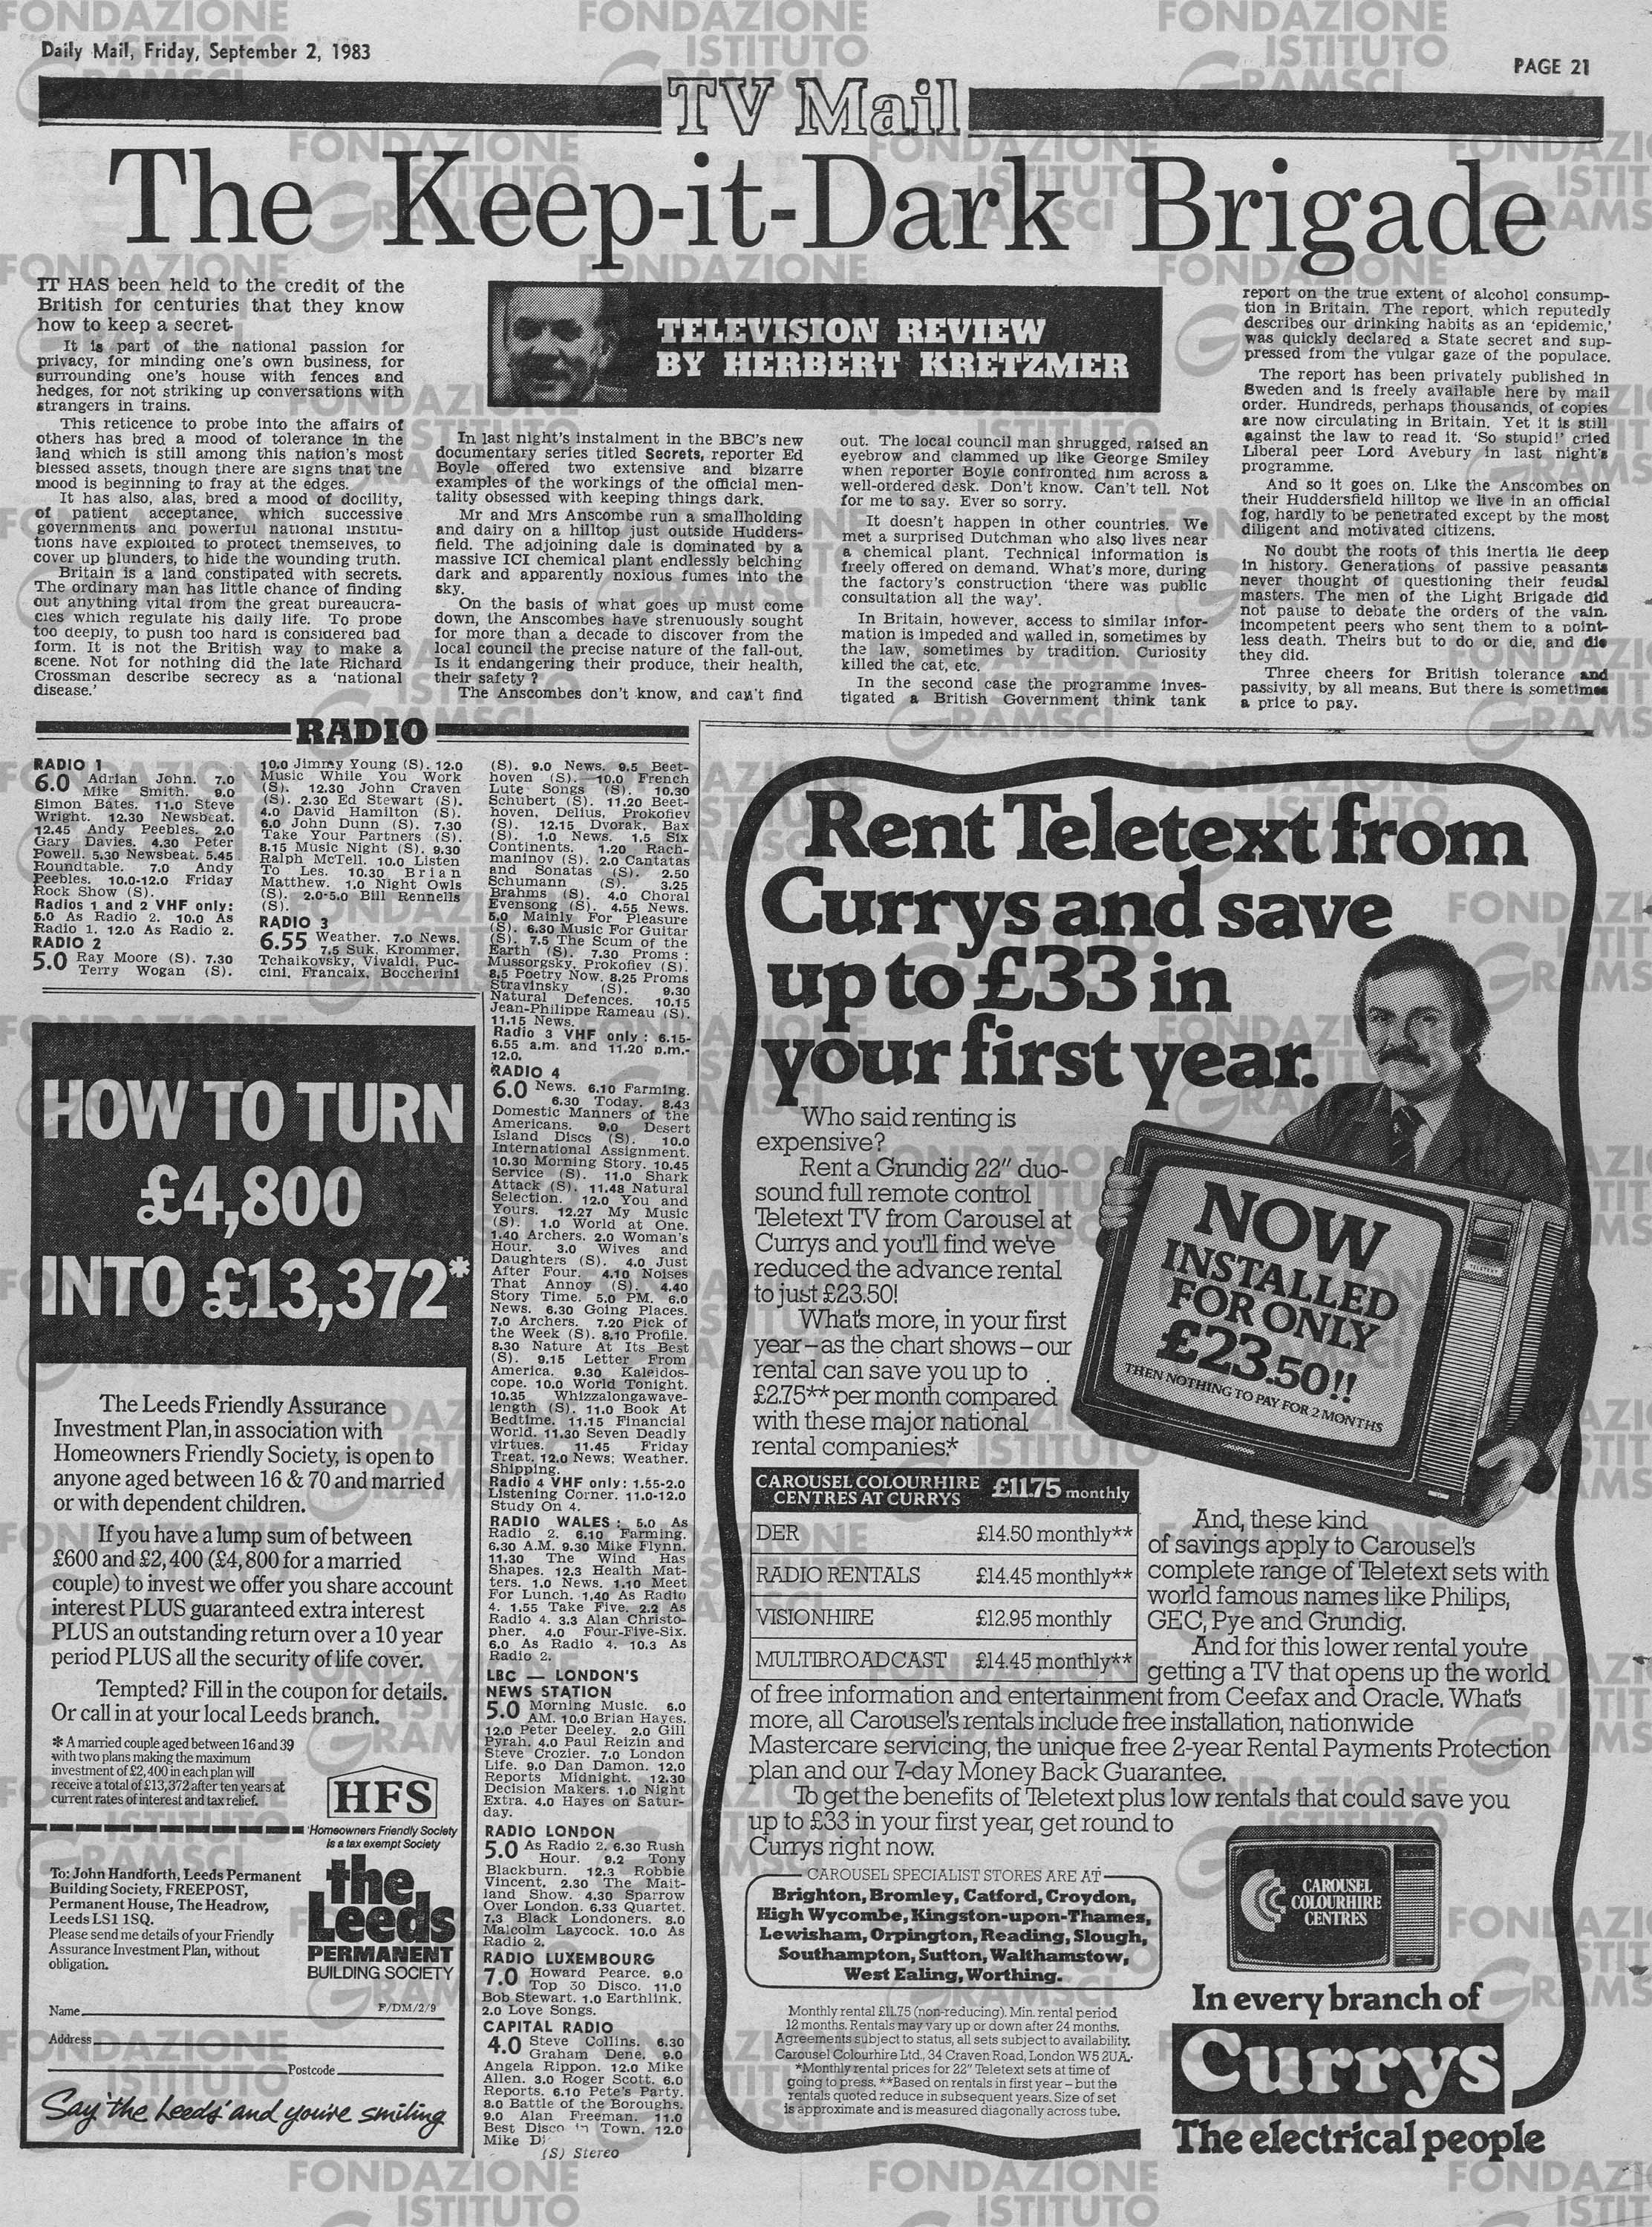 Daily Mail, Friday, September 2, 1983
PAGE 21
TV Mail
The Keep-it-Dark Brigade
IT HAS been held to the credit of the
British for centuries that they know
how to keep a secret.
It is part of the national passion for
privacy, for minding one's own business, for
surrounding one's house with fences and
hedges, for not striking up conversations with
strangers in trains.
This reticence to probe into the affairs of
others has bred a mood of tolerance in the
land which is still among this nation's most
blessed assets, though there are signs that the
mood is beginning to fray at the edges.
It has also, alas, bred a mood of docility,
of patient acceptance, which successive
governments and powerful national institu-
tions have exploited to protect themselves, to
cover up blunders, to hide the wounding truth.
Britain is a land constipated with secrets.
The ordinary man has little chance of finding
out anything vital from the great bureaucra-
cies which regulate his daily life. To probe
too deeply, to push too hard is considered bad
form. It is not the British way to make a
scene. Not for nothing did the late Richard
Crossman describe secrecy as a 'national
disease.'
TELEVISION REVIEW
BY HERBERT KRETZMER
In last night's instalment in the BBC's new
documentary series titled Secrets, reporter Ed
Boyle offered two extensive and bizarre
examples of the workings of the official men-
tality obsessed with keeping things dark.
Mr and Mrs Anscombe run a smallholding
and dairy on a hilltop just outside Hudders-
field. The adjoining dale is dominated by a
massive ICI chemical plant endlessly belching
dark and apparently noxious fumes into the
sky.
On the basis of what goes up must come
down, the Anscombes have strenuously sought
for more than a decade to discover from the
local council the precise nature of the fall-out.
Is it endangering their produce, their health,
their safety?
The Anscombes don't know, and can't find
out. The local council man shrugged, raised an
eyebrow and clammed up like George Smiley
when reporter Boyle confronted him across a
well-ordered desk. Don't know. Can't tell. Not
for me to say. Ever so sorry.
It doesn't happen in other countries. We
met a surprised Dutchman who also lives near
a chemical plant. Technical information is
freely offered on demand. What's more, during
the factory's construction 'there was public
consultation all the way'.
In Britain, however, access to similar infor-
mation is impeded and walled in, sometimes by
the law, sometimes by tradition. Curiosity
killed the cat, etc.
In the second case the programme inves-
tigated a British Government think tank
report on the true extent of alcohol consump-
tion in Britain. The report, which reputedly
describes our drinking habits as an 'epidemic,'
was quickly declared a State secret and sup-
pressed from the vulgar gaze of the populace.
The report has been privately published in
Sweden and is freely available here by mail
order. Hundreds, perhaps thousands, of copies
are now circulating in Britain. Yet it is still
against the law to read it. 'So stupid!' cried
Liberal peer Lord Avebury in last night's
programme.
And so it goes on. Like the Anscombes on
their Huddersfield hilltop we live in an official
fog, hardly to be penetrated except by the most
diligent and motivated citizens.
No doubt the roots of this inertia lie deep
in history. Generations of passive peasants
never thought of questioning their feudal
masters. The men of the Light Brigade did
not pause to debate the orders of the vain,
incompetent peers who sent them to a point-
less death. Theirs but to do or die, and die
they did.
Three cheers for British tolerance and
passivity, by all means. But there is sometimes
a price to pay.
RADIO
RADIO 1
6.0 Adrian John. 7.0
Mike Smith. 9.0
Simon Bates. 11.0 Steve
Wright. 12.30 Newsbeat.
12.45 Andy Peebles. 2.0
Gary Davies. 4.30 Peter
Powell. 5.30 Newsbeat. 5.45
Roundtable. 7.0 Andy
Peebles. 10.0-12.0 Friday
Rock Show (S).
Radios 1 and 2 VHF only:
5.0 As Radio 2. 10.0 As
Radio 1. 12.0 As Radio 2.
RADIO 2
5.0 Ray Moore (S). 7.30
Terry Wogan (S).
10.0 Jimmy Young (S). 12.0
Music While You Work
(S). 12.30 John Craven
(S). 2.30 Ed Stewart (S).
4.0 David Hamilton (S).
6.0 John Dunn (S). 7.30
Take Your Partners (S).
8.15 Music Night (S). 9.30
Ralph McTell. 10.0 Listen
To Les. 10.30 Brian
Matthew. 1.0 Night Owls
(S). 2.0-5.0 Bill Rennells
(S).
RADIO 3
6.55 Weather. 7.0 News.
7.5 Suk, Krommer,
Tchaikovsky, Vivaldi, Puc-
cini, Francaix, Boccherini
(S). 9.0 News. 9.5 Beet-
hoven (S). 10.0 French
Lute Songs (S). 10.30
Schubert (S). 11.20 Beet-
hoven, Delius, Prokofiev
(S). 12.15 Dvorak, Bax
(S). 1.0 News. 1.5 Six
Continents. 1.20 Rach-
maninov (S). 2.0 Cantatas
and Sonatas (S). 2.50
Schumann (S). 3.25
Brahms (S). 4.0 Choral
Evensong (S). 4.55 News.
5.0 Mainly For Pleasure
(S). 6.30 Music For Guitar
(S). 7.5 The Scum of the
Earth (S). 7.30 Proms:
Mussorgsky, Prokofiev (S).
8.5 Poetry Now. 8.25 Proms
Stravinsky (S). 9.30
Natural Defences. 10.15
Jean-Philippe Rameau (S).
11.15 News.
Radio 3 VHF only: 6.15-
6.55 a.m. and 11.20 p.m.-
12.0.
RADIO 4
6.0 News. 6.10 Farming.
6.30 Today. 8.43
Domestic Manners of the
Americans. 9.0 Desert
Island Discs (S). 10.0
International Assignment.
10.30 Morning Story. 10.45
Service (S). 11.0 Shark
Attack (S). 11.48 Natural
Selection. 12.0 You and
Yours. 12.27 My Music
(S). 1.0 World at One.
1.40 Archers. 2.0 Woman's
Hour. 3.0 Wives and
Daughters (S). 4.0 Just
After Four. 4.10 Noises
That Annoy (S). 4.40
Story Time. 5.0 PM. 6.0
News. 6.30 Going Places.
7.0 Archers. 7.20 Pick of
the Week (S). 8.10 Profile.
8.30 Nature At Its Best
(S). 9.15 Letter From
America. 9.30 Kaleidos-
cope. 10.0 World Tonight.
10.35 Whizzalongawave-
length (S). 11.0 Book At
Bedtime. 11.15 Financial
World. 11.30 Seven Deadly
virtues. 11.45 Friday
Treat. 12.0 News; Weather.
Shipping.
Radio 4 VHF only: 1.55-2.0
Listening Corner. 11.0-12.0
Study On 4.
RADIO WALES: 5.0 As
Radio 2. 6.10 Farming.
6.30 A.M. 9.30 Mike Flynn.
11.30 The Wind Has
Shapes. 12.3 Health Mat-
ters. 1.0 News. 1.10 Meet
For Lunch. 1.40 As Radio
4. 1.55 Take Five. 2.2 As
Radio 4. 3.3 Alan Christo-
pher. 4.0 Four-Five-Six.
6.0 As Radio 4. 10.3 As
Radio 2.
LBC — LONDON'S
NEWS STATION
5.0 Morning Music. 6.0
AM. 10.0 Brian Hayes.
12.0 Peter Deeley. 2.0 Gill
Pyrah. 4.0 Paul Reizin and
Steve Crozier. 7.0 London
Life. 9.0 Dan Damon. 12.0
Reports Midnight. 12.30
Decision Makers. 1.0 Night
Extra. 4.0 Hayes on Satur-
day.
RADIO LONDON
5.0 As Radio 2. 6.30 Rush
Hour. 9.2 Tony
Blackburn. 12.3 Robbie
Vincent. 2.30 The Mait-
land Show. 4.30 Sparrow
Over London. 6.33 Quartet.
7.3 Black Londoners. 8.0
Malcolm Laycock. 10.0 As
Radio 2.
RADIO LUXEMBOURG
7.0 Howard Pearce. 9.0
Top 30 Disco. 11.0
Bob Stewart. 1.0 Earthlink.
2.0 Love Songs.
CAPITAL RADIO
4.0 Steve Collins. 6.30
Graham Dene. 9.0
Angela Rippon. 12.0 Mike
Allen. 3.0 Roger Scott. 6.0
Reports. 6.10 Pete's Party.
8.0 Battle of the Boroughs.
9.0 Alan Freeman. 11.0
Best Disco in Town. 12.0
Mike
(S) Stereo
HOW TO TURN
£4,800
INTO £13,372*
The Leeds Friendly Assurance
Investment Plan, in association with
Homeowners Friendly Society, is open to
anyone aged between 16 & 70 and married
or with dependent children.
If you have a lump sum of between
£600 and £2,400 (£4,800 for a married
couple) to invest we offer you share account
interest PLUS guaranteed extra interest
PLUS an outstanding return over a 10 year
period PLUS all the security of life cover.
Tempted? Fill in the coupon for details.
Or call in at your local Leeds branch.
* A married couple aged between 16 and 39
with two plans making the maximum
investment of £2,400 in each plan will
receive a total of £13,372 after ten years at
current rates of interest and tax relief.
HFS
'Homeowners Friendly Society
is a tax exempt Society
To: John Handforth, Leeds Permanent
Building Society, FREEPOST,
Permanent House, The Headrow,
Leeds LS1 1SQ.
Please send me details of your Friendly
Assurance Investment Plan, without
obligation.
the
Leeds
PERMANENT
BUILDING SOCIETY
F/DM/2/9
Name
Address
Postcode
Say 'the Leeds' and you're smiling
Rent Teletext from
Currys and save
up to £33 in
your first year.
Who said renting is
expensive?
Rent a Grundig 22" duo-
sound full remote control
Teletext TV from Carousel at
Currys and you'll find we've
reduced the advance rental
to just £23.50!
What's more, in your first
year – as the chart shows – our
rental can save you up to
£2.75** per month compared
with these major national
rental companies.*
NOW
INSTALLED
FOR ONLY
£23.50!!
THEN NOTHING TO PAY FOR 2 MONTHS
CAROUSEL COLOURHIRE
CENTRES AT CURRYS £11.75 monthly
DER £14.50 monthly**
RADIO RENTALS £14.45 monthly**
VISIONHIRE £12.95 monthly
MULTIBROADCAST £14.45 monthly**
And, these kind
of savings apply to Carousel's
complete range of Teletext sets with
world famous names like Philips,
GEC, Pye and Grundig.
And for this lower rental you're
getting a TV that opens up the world
of free information and entertainment from Ceefax and Oracle. What's
more, all Carousel's rentals include free installation, nationwide
Mastercare servicing, the unique free 2-year Rental Payments Protection
plan and our 7-day Money Back Guarantee.
To get the benefits of Teletext plus low rentals that could save you
up to £33 in your first year, get round to
Currys right now.
CAROUSEL SPECIALIST STORES ARE AT
Brighton, Bromley, Catford, Croydon,
High Wycombe, Kingston-upon-Thames,
Lewisham, Orpington, Reading, Slough,
Southampton, Sutton, Walthamstow,
West Ealing, Worthing.
Monthly rental £11.75 (non-reducing). Min. rental period
12 months. Rentals may vary up or down after 24 months.
Agreements subject to status, all sets subject to availability.
Carousel Colourhire Ltd., 34 Craven Road, London W5 2UA.
*Monthly rental prices for 22" Teletext sets at time of
going to press. **Based on rentals in first year – but the
rentals quoted reduce in subsequent years. Size of set
is approximate and is measured diagonally across tube.
CAROUSEL
COLOURHIRE
CENTRES
In every branch of
Currys
The electrical people
FONDAZIONE
ISTITUTO
GRAMSCI